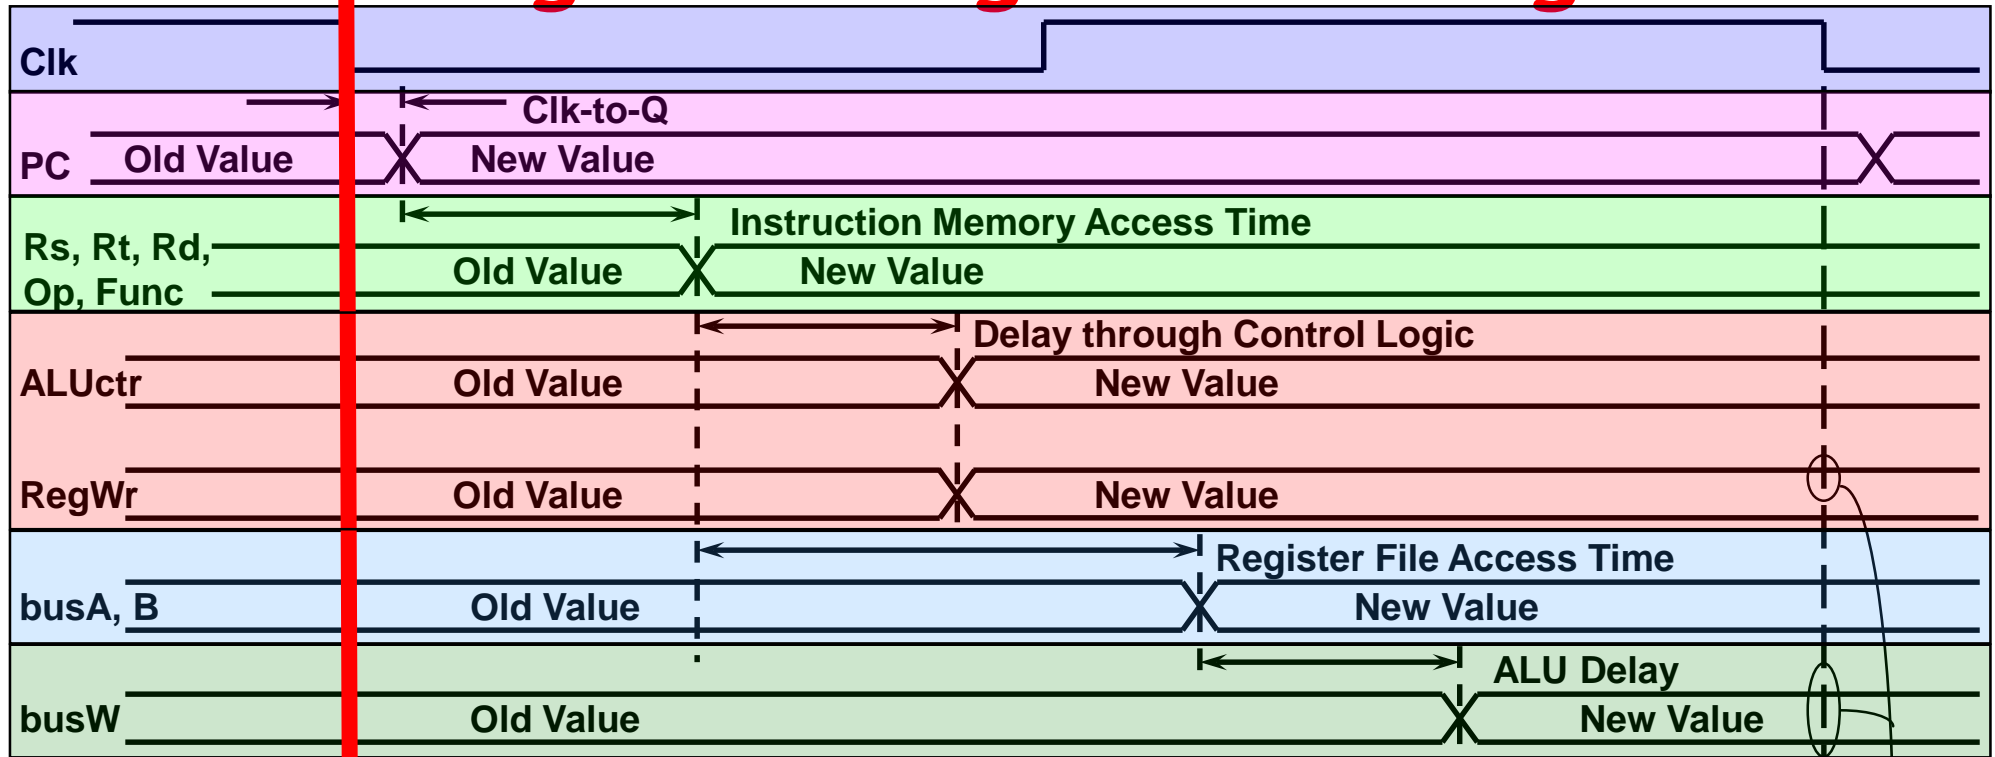 Clk
Clk-to-Q
PC
Old Value
New Value
Instruction Memory Access Time
Rs, Rt, Rd,
Op, Func
Old Value
New Value
Delay through Control Logic
ALUctr
Old Value
New Value
RegWr
Old Value
New Value
Register File Access Time
busA, B
Old Value
New Value
ALU Delay
busW
Old Value
New Value